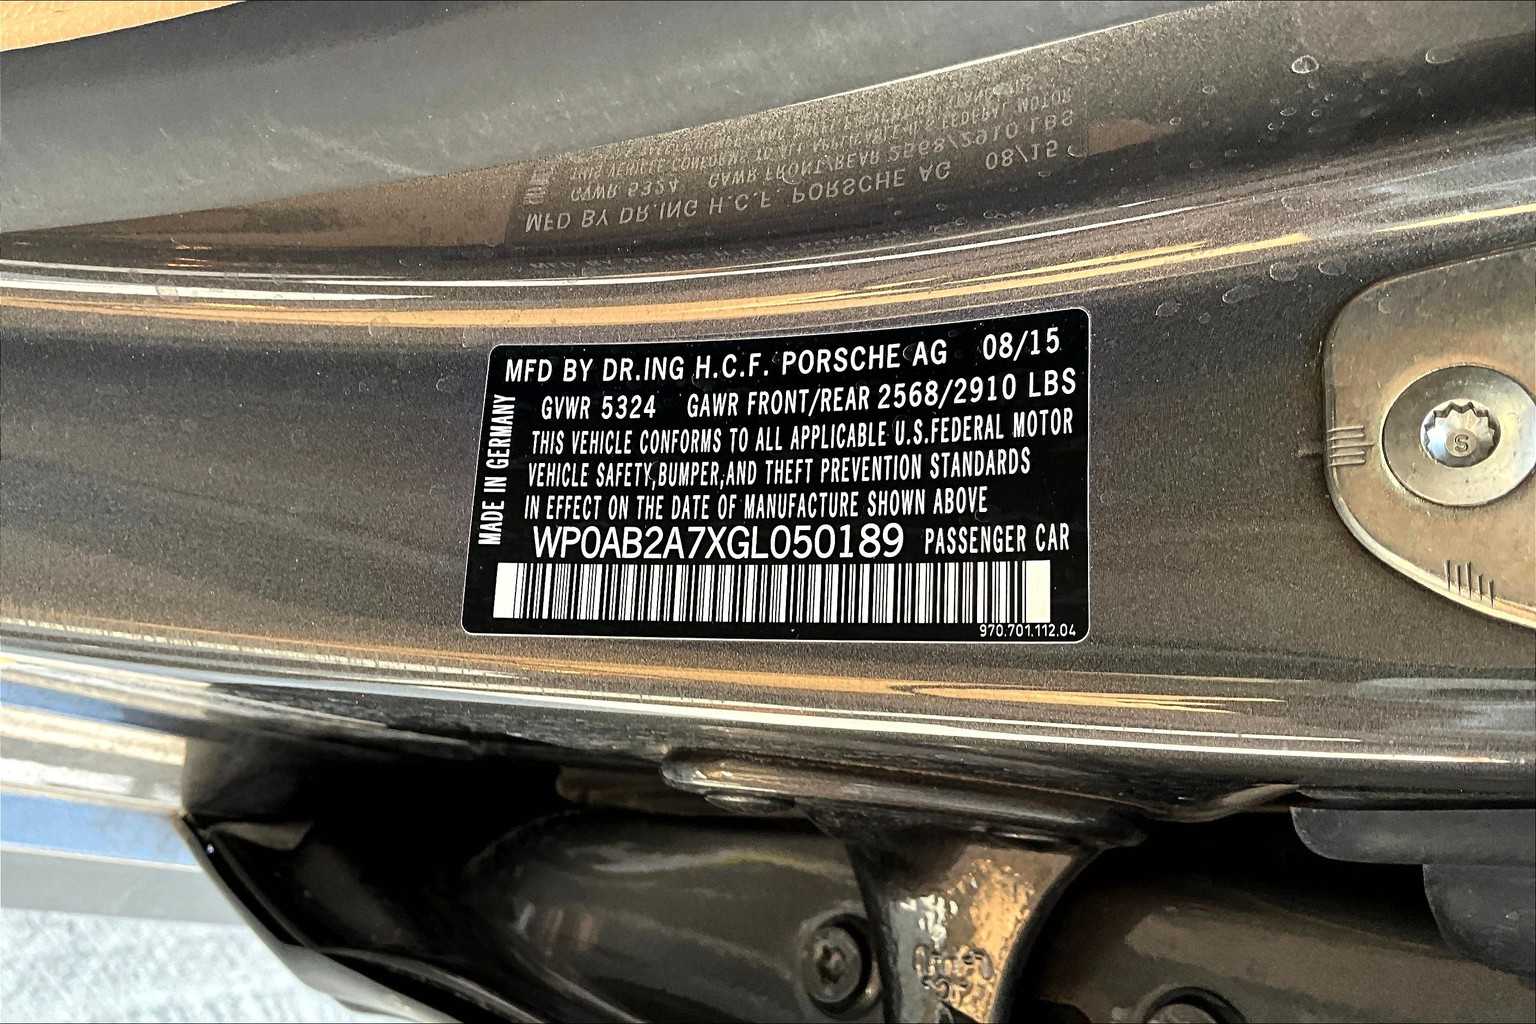 MFD BY DR.ING H.C.F. PORSCHE AG 08/15
GVWR 5324 GAWR FRONT/REAR 2568/2910 LBS
THIS VEHICLE CONFORMS TO ALL APPLICABLE U.S.FEDERAL MOTOR
VEHICLE SAFETY,BUMPER,AND THEFT PREVENTION STANDARDS
IN EFFECT ON THE DATE OF MANUFACTURE SHOWN ABOVE
WP0AB2A7XGL050189 PASSENGER CAR
970.701.112.04
MADE IN GERMANY
S